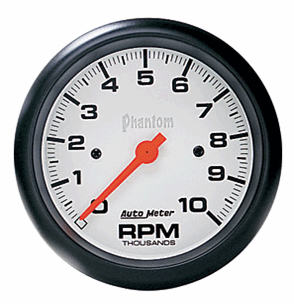 4 5 6
3 7
Phantom
2 8
1 9
0 Auto Meter 10
RPM
THOUSANDS